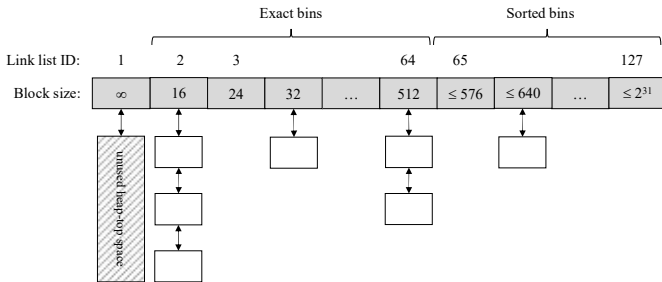 Exact bins Sorted bins
Link list ID: 1 2 3 64 65 127
Block size: ∞ 16 24 32 … 512 ≤ 576 ≤ 640 … ≤ 2³¹
unused heap-top space